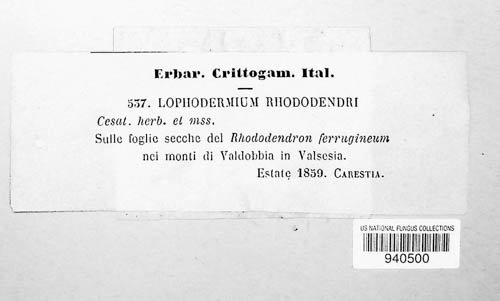 Erbar. Crittogam. Ital.
537. LOPHODERMIUM RHODODENDRI
Cesat. herb. et mss.
Sulle foglie secche del Rhododendron ferrugineum
nei monti di Valdobbia in Valsesia.
Estate 1859. CARESTIA.
US NATIONAL FUNGUS COLLECTIONS
940500